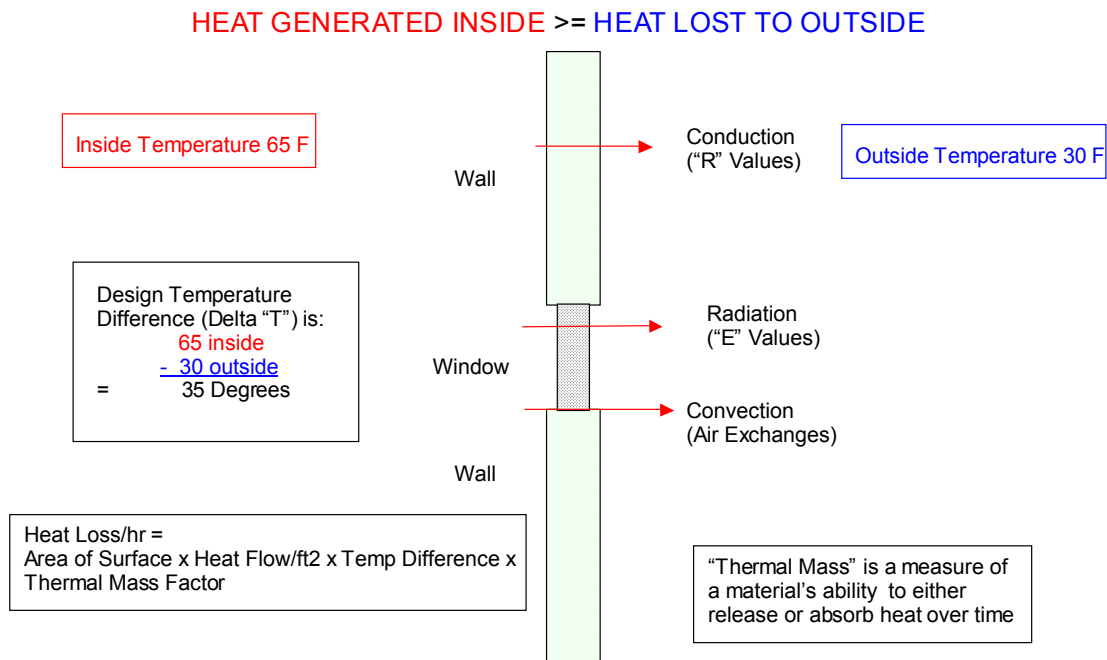 HEAT GENERATED INSIDE >= HEAT LOST TO OUTSIDE
Inside Temperature 65 F
Conduction
(“R” Values)
Outside Temperature 30 F
Wall
Design Temperature
Difference (Delta “T”) is:
65 inside
- 30 outside
= 35 Degrees
Radiation
(“E” Values)
Window
Convection
(Air Exchanges)
Wall
Heat Loss/hr =
Area of Surface x Heat Flow/ft2 x Temp Difference x
Thermal Mass Factor
“Thermal Mass” is a measure of
a material’s ability to either
release or absorb heat over time